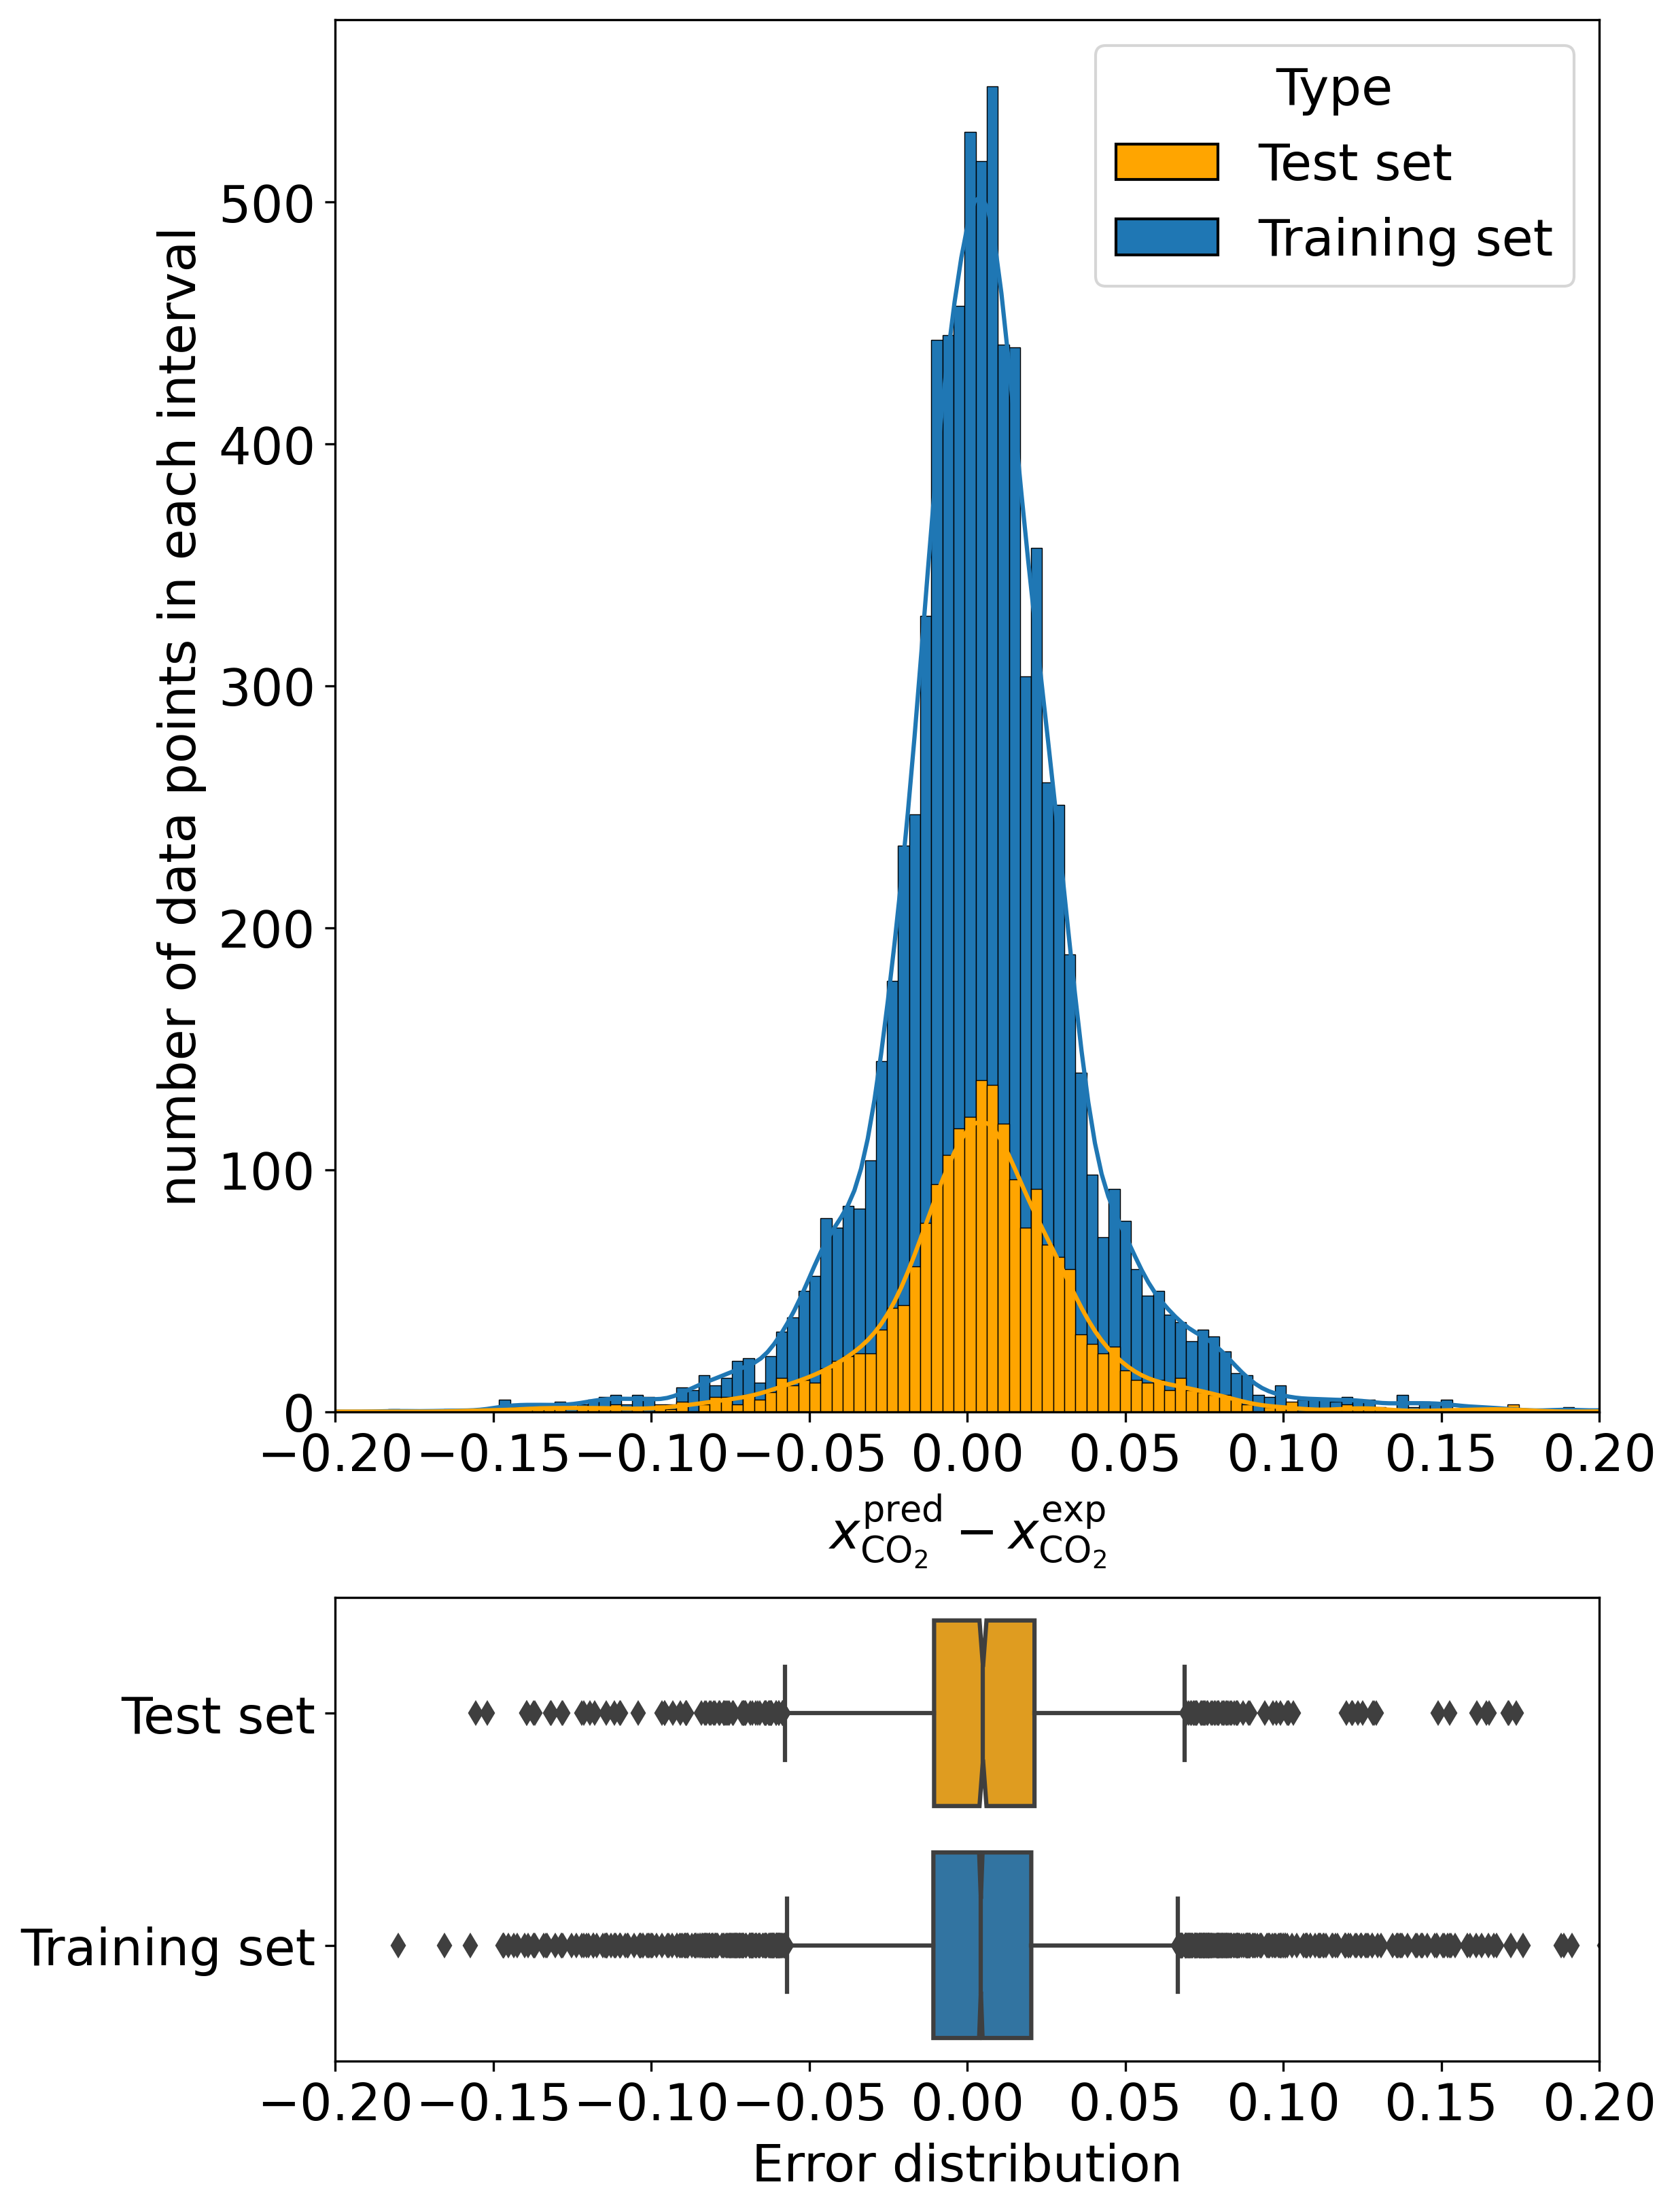 Type
Test set
Training set
number of data points in each interval
500
400
300
200
100
0
−0.20 −0.15 −0.10 −0.05 0.00 0.05 0.10 0.15 0.20
x_CO₂^pred − x_CO₂^exp
Test set
Training set
−0.20 −0.15 −0.10 −0.05 0.00 0.05 0.10 0.15 0.20
Error distribution